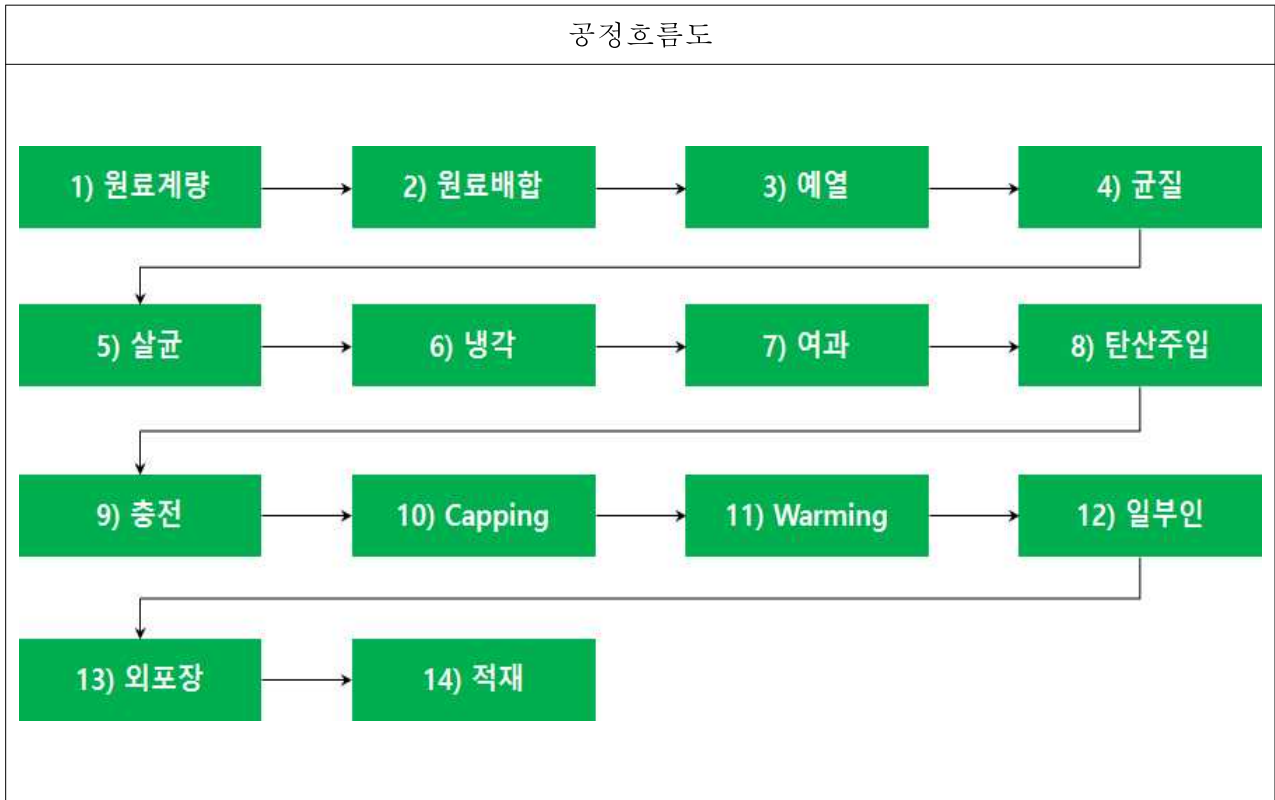 공정흐름도
1) 원료계량
2) 원료배합
3) 예열
4) 균질
5) 살균
6) 냉각
7) 여과
8) 탄산주입
9) 충전
10) Capping
11) Warming
12) 일부인
13) 외포장
14) 적재